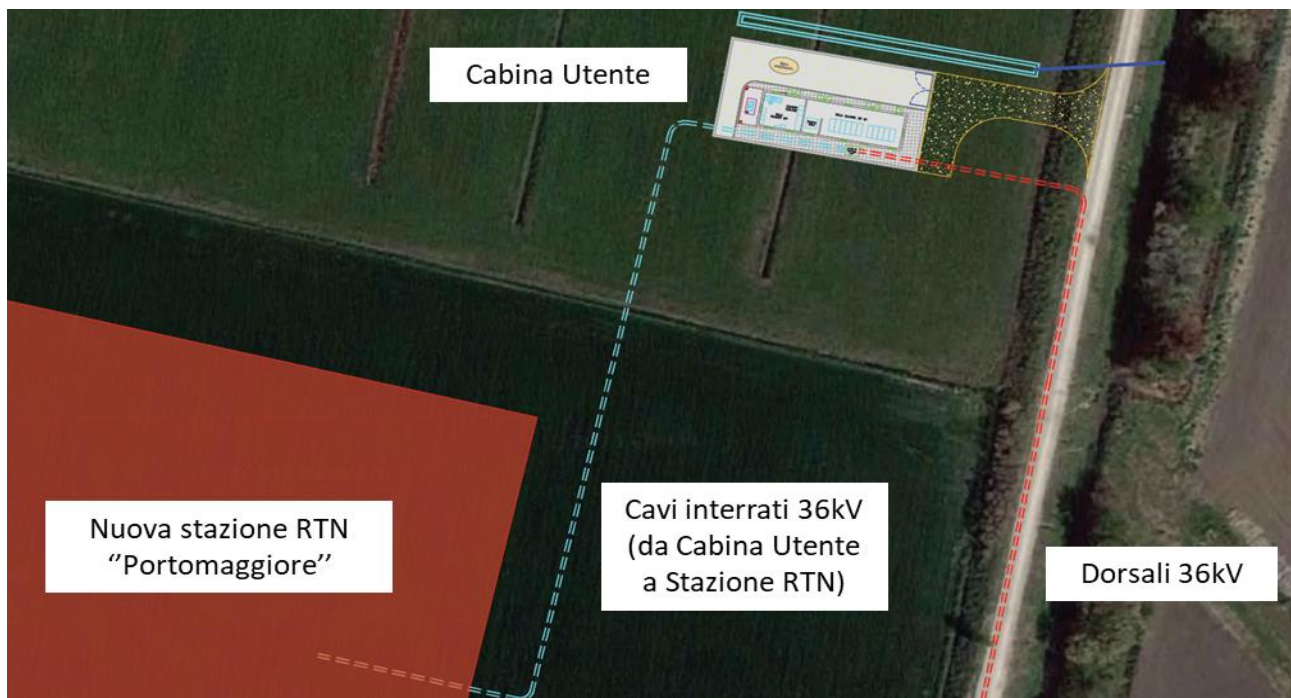 Cabina Utente
Nuova stazione RTN
‘’Portomaggiore’’
Cavi interrati 36kV
(da Cabina Utente
a Stazione RTN)
Dorsali 36kV